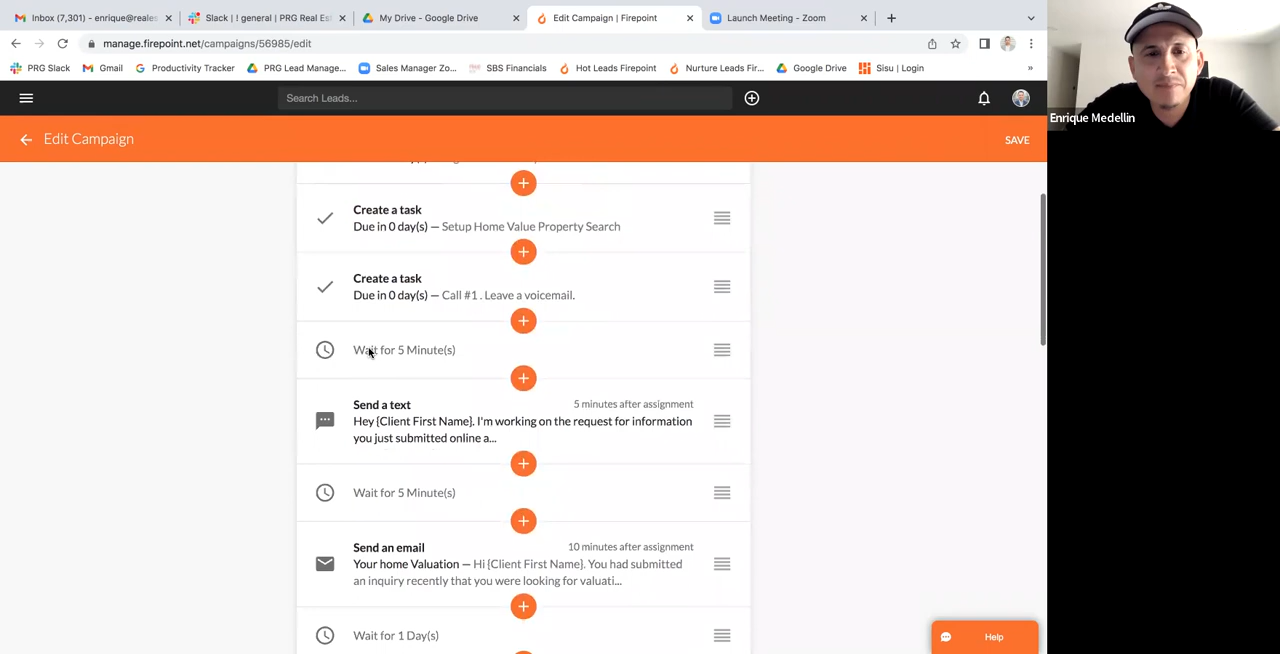 Inbox (7,301) - enrique@reales
Slack | ! general | PRG Real Est
My Drive - Google Drive
Edit Campaign | Firepoint
Launch Meeting - Zoom
manage.firepoint.net/campaigns/56985/edit
PRG Slack
Gmail
Productivity Tracker
PRG Lead Manage...
Sales Manager Zo...
SBS Financials
Hot Leads Firepoint
Nurture Leads Fir...
Google Drive
Sisu | Login
»
Search Leads...
Edit Campaign
SAVE
Create a task
Due in 0 day(s) — Setup Home Value Property Search
Create a task
Due in 0 day(s) — Call #1 . Leave a voicemail.
Wait for 5 Minute(s)
Send a text
5 minutes after assignment
Hey {Client First Name}. I'm working on the request for information
you just submitted online a...
Wait for 5 Minute(s)
Send an email
10 minutes after assignment
Your home Valuation — Hi {Client First Name}. You had submitted
an inquiry recently that you were looking for valuati...
Wait for 1 Day(s)
Help
Enrique Medellin